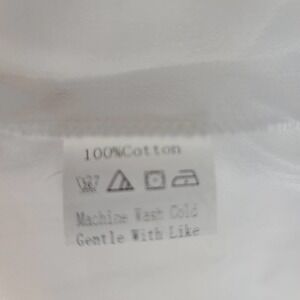 100%Cotton
Machine Wash Cold
Gentle With Like